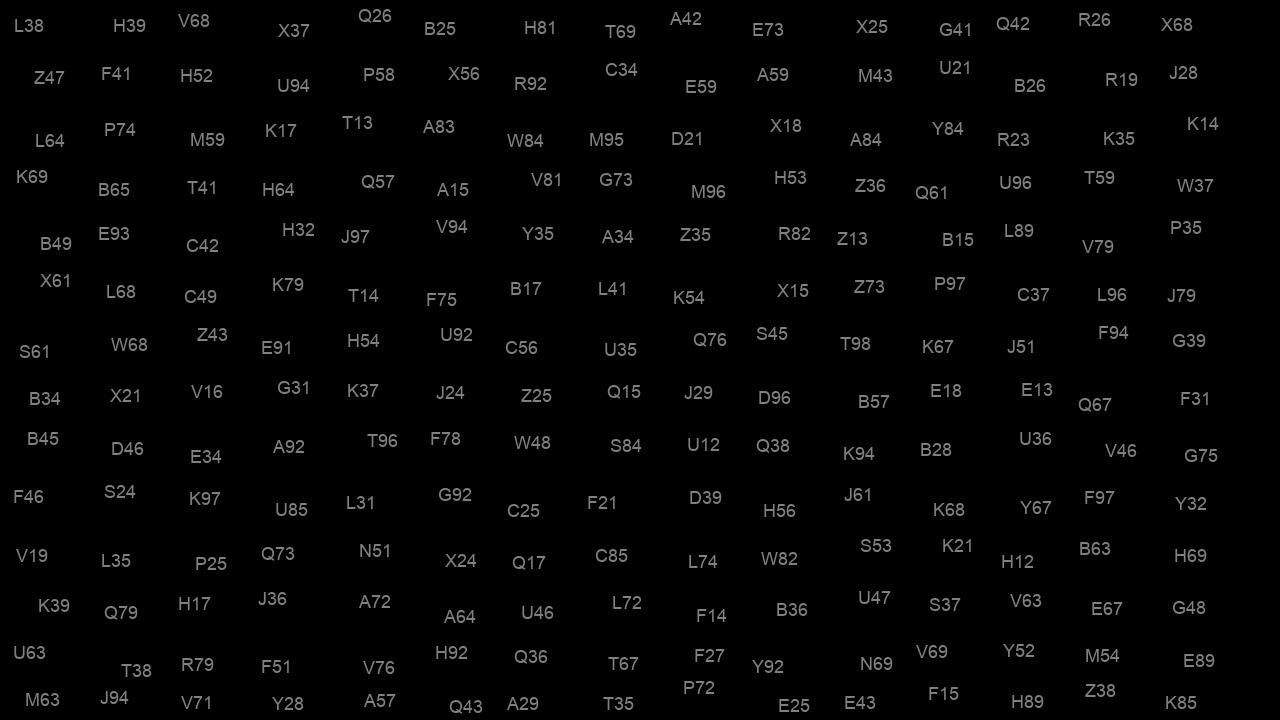 L38 H39 V68 X37 Q26 B25 H81 T69 A42 E73 X25 G41 Q42 R26 X68
Z47 F41 H52 U94 P58 X56 R92 C34 E59 A59 M43 U21 B26 R19 J28
L64 P74 M59 K17 T13 A83 W84 M95 D21 X18 A84 Y84 R23 K35 K14
K69 B65 T41 H64 Q57 A15 V81 G73 M96 H53 Z36 Q61 U96 T59 W37
B49 E93 C42 H32 J97 V94 Y35 A34 Z35 R82 Z13 B15 L89 V79 P35
X61 L68 C49 K79 T14 F75 B17 L41 K54 X15 Z73 P97 C37 L96 J79
S61 W68 Z43 E91 H54 U92 C56 U35 Q76 S45 T98 K67 J51 F94 G39
B34 X21 V16 G31 K37 J24 Z25 Q15 J29 D96 B57 E18 E13 Q67 F31
B45 D46 E34 A92 T96 F78 W48 S84 U12 Q38 K94 B28 U36 V46 G75
F46 S24 K97 U85 L31 G92 C25 F21 D39 H56 J61 K68 Y67 F97 Y32
V19 L35 P25 Q73 N51 X24 Q17 C85 L74 W82 S53 K21 H12 B63 H69
K39 Q79 H17 J36 A72 A64 U46 L72 F14 B36 U47 S37 V63 E67 G48
U63 T38 R79 F51 V76 H92 Q36 T67 F27 Y92 N69 V69 Y52 M54 E89
M63 J94 V71 Y28 A57 Q43 A29 T35 P72 E25 E43 F15 H89 Z38 K85